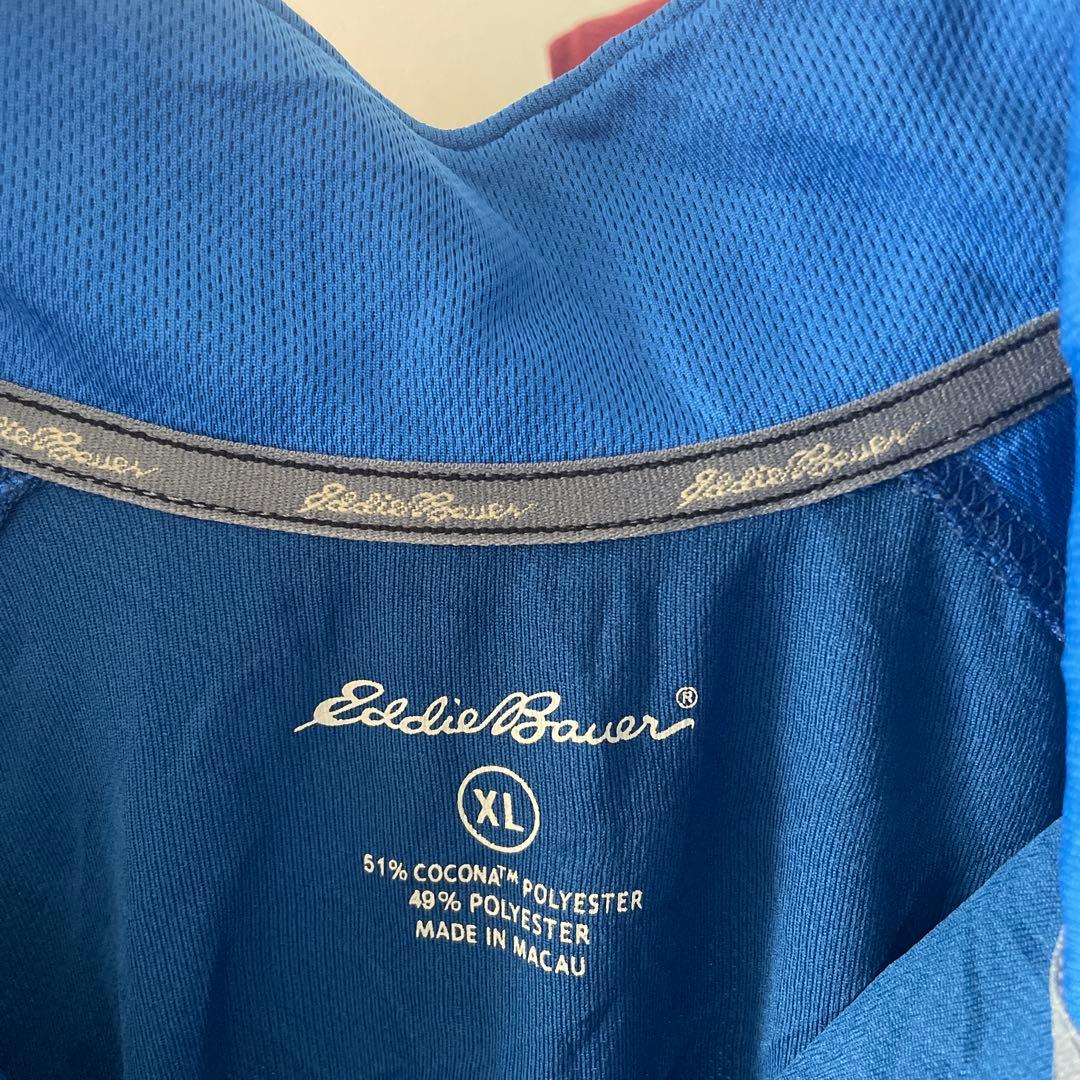 Eddie Bauer
Eddie Bauer
Eddie Bauer
Eddie Bauer®
XL
51% COCONA™ POLYESTER
49% POLYESTER
MADE IN MACAU